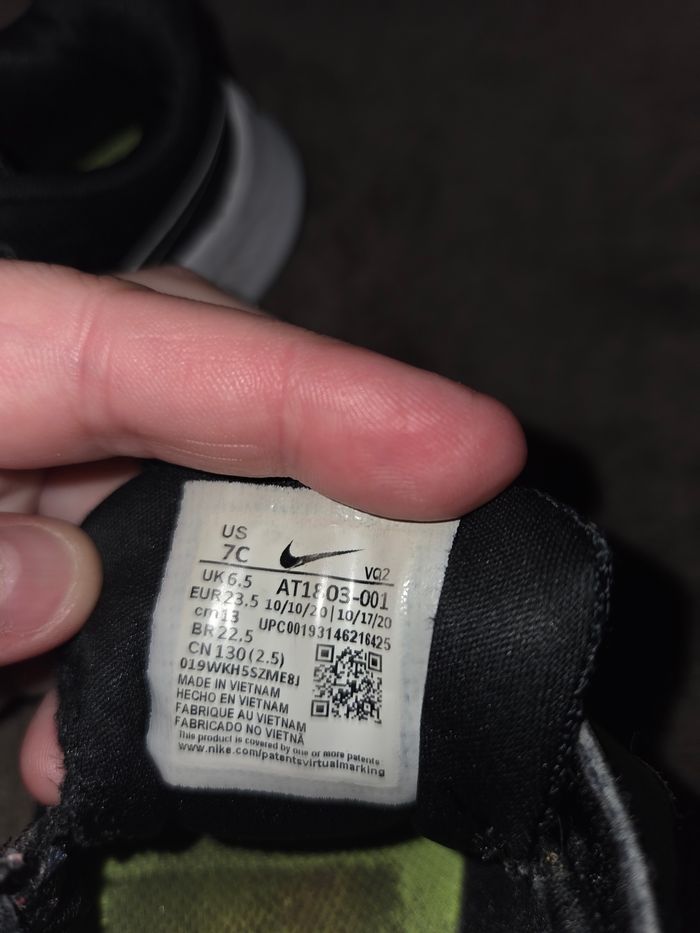 US
7C
VQ2
UK 6.5
AT1803-001
EUR 23.5
10/10/20 | 10/17/20
cm 13
UPC00193146216425
BR 22.5
CN 130 (2.5)
019WKH5SZME8J
MADE IN VIETNAM
HECHO EN VIETNAM
FABRIQUE AU VIETNAM
FABRICADO NO VIETNÃ
This product is covered by one or more patents
www.nike.com/patentsvirtualmarking